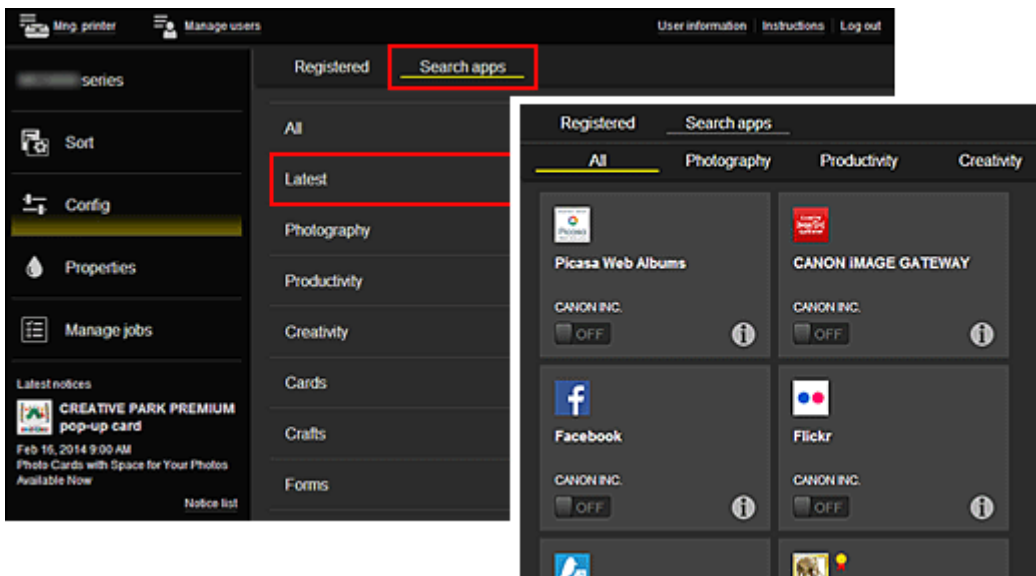 Mng. printer
Manage users
User information
Instructions
Log out
series
Sort
Config
Properties
Manage jobs
Latest notices
CREATIVE PARK PREMIUM
pop-up card
Feb 16, 2014 9:00 AM
Photo Cards with Space for Your Photos
Available Now
Notice list
Registered
Search apps
All
Latest
Photography
Productivity
Creativity
Cards
Crafts
Forms
Registered
Search apps
All
Photography
Productivity
Creativity
Picasa
Picasa Web Albums
CANON INC.
OFF
CANON iMAGE GATEWAY
CANON INC.
OFF
Facebook
CANON INC.
OFF
Flickr
CANON INC.
OFF